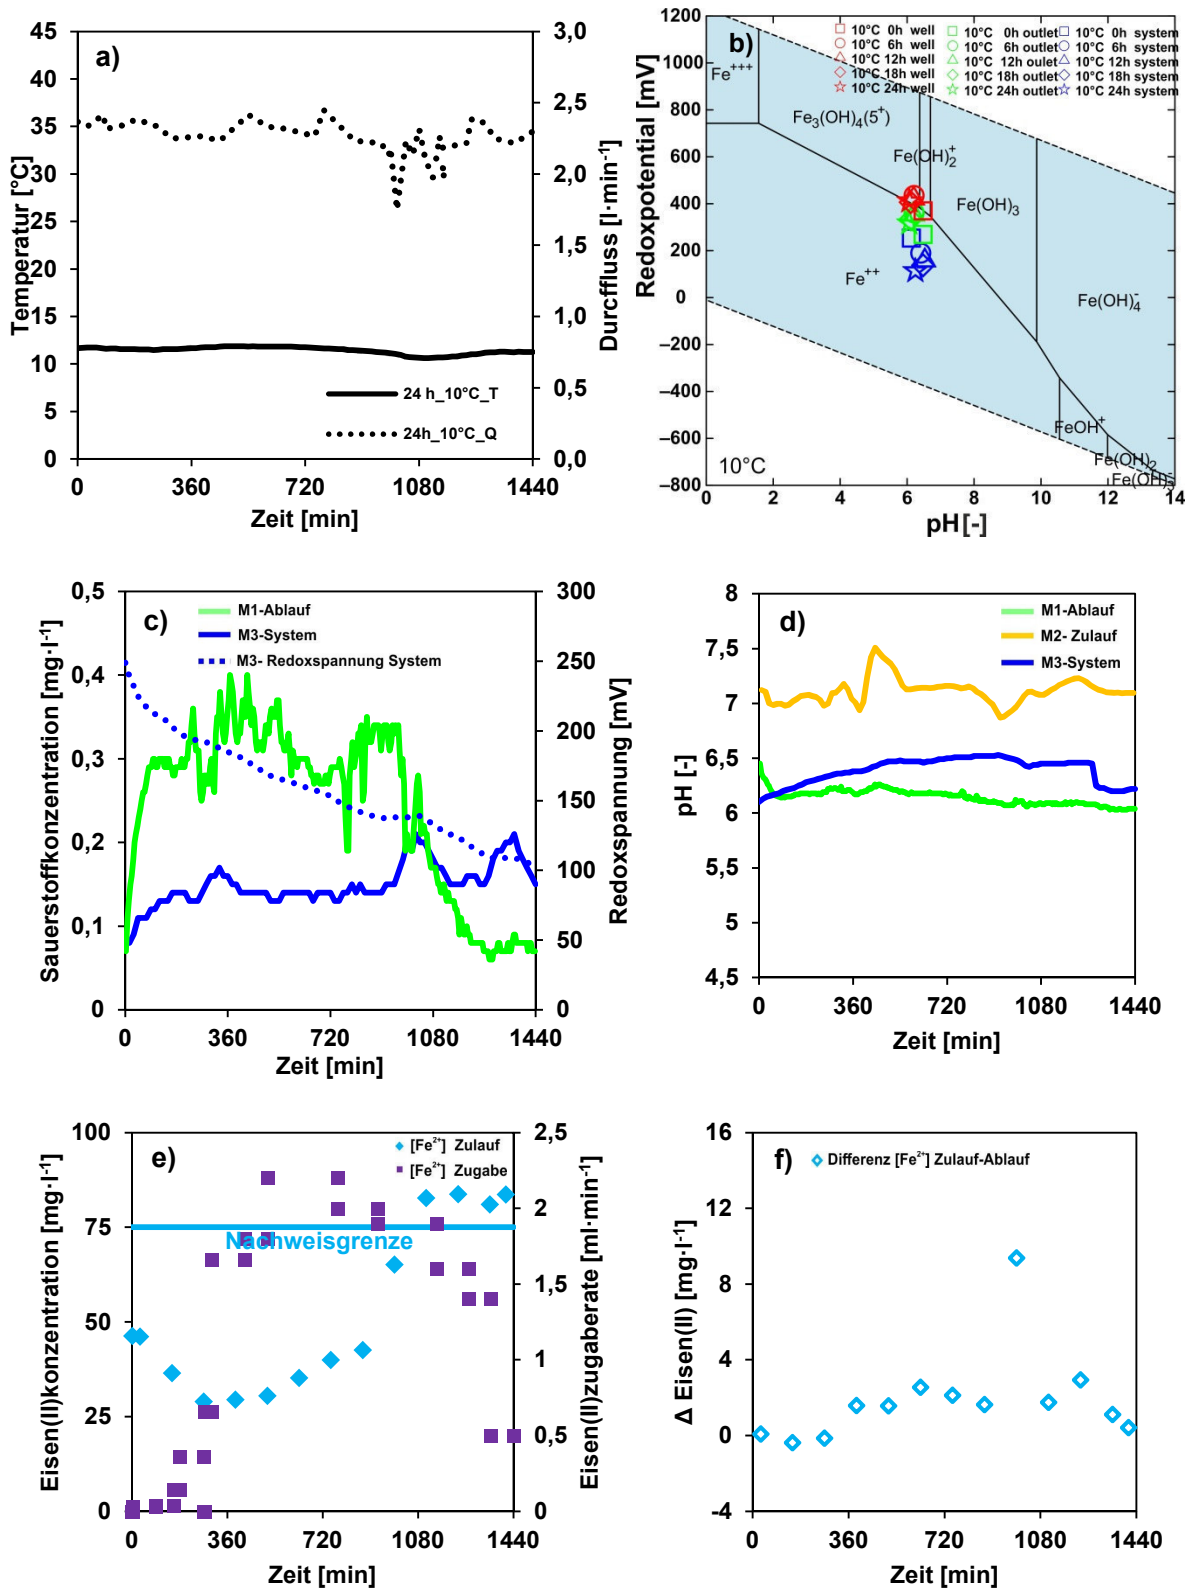 a)
45
40
35
30
25
20
15
10
5
0
Temperatur [°C]
3,0
2,5
2,0
1,5
1,0
0,5
0,0
Durcffluss [l·min⁻¹]
24 h_10°C_T
24h_10°C_Q
0 360 720 1080 1440
Zeit [min]
b)
1200
1000
800
600
400
200
0
−200
−400
−600
−800
Redoxpotential [mV]
10°C 0h well 10°C 0h outlet 10°C 0h system
10°C 6h well 10°C 6h outlet 10°C 6h system
10°C 12h well 10°C 12h oulet 10°C 12h system
10°C 18h well 10°C 18h outlet 10°C 18h system
10°C 24h well 10°C 24h outlet 10°C 24h system
Fe⁺⁺⁺
Fe₃(OH)₄(5⁺)
Fe(OH)₂⁺
Fe(OH)₃
Fe⁺⁺
Fe(OH)₄⁻
FeOH⁺
Fe(OH)₂
Fe(OH)₃⁻
10°C
0 2 4 6 8 10 12 14
pH [-]
c)
0,5
0,4
0,3
0,2
0,1
0
Sauerstoffkonzentration [mg·l⁻¹]
300
250
200
150
100
50
0
Redoxspannung [mV]
M1-Ablauf
M3-System
M3- Redoxspannung System
0 360 720 1080 1440
Zeit [min]
d)
8
7,5
7
6,5
6
5,5
5
4,5
pH [-]
M1-Ablauf
M2- Zulauf
M3-System
0 360 720 1080 1440
Zeit [min]
e)
100
75
50
25
0
Eisen(II)konzentration [mg·l⁻¹]
2,5
2
1,5
1
0,5
0
Eisen(II)zugaberate [ml·min⁻¹]
[Fe²⁺] Zulauf
[Fe²⁺] Zugabe
Nachweisgrenze
0 360 720 1080 1440
Zeit [min]
f)
16
12
8
4
0
-4
Δ Eisen(II) [mg·l⁻¹]
Differenz [Fe²⁺] Zulauf-Ablauf
0 360 720 1080 1440
Zeit [min]